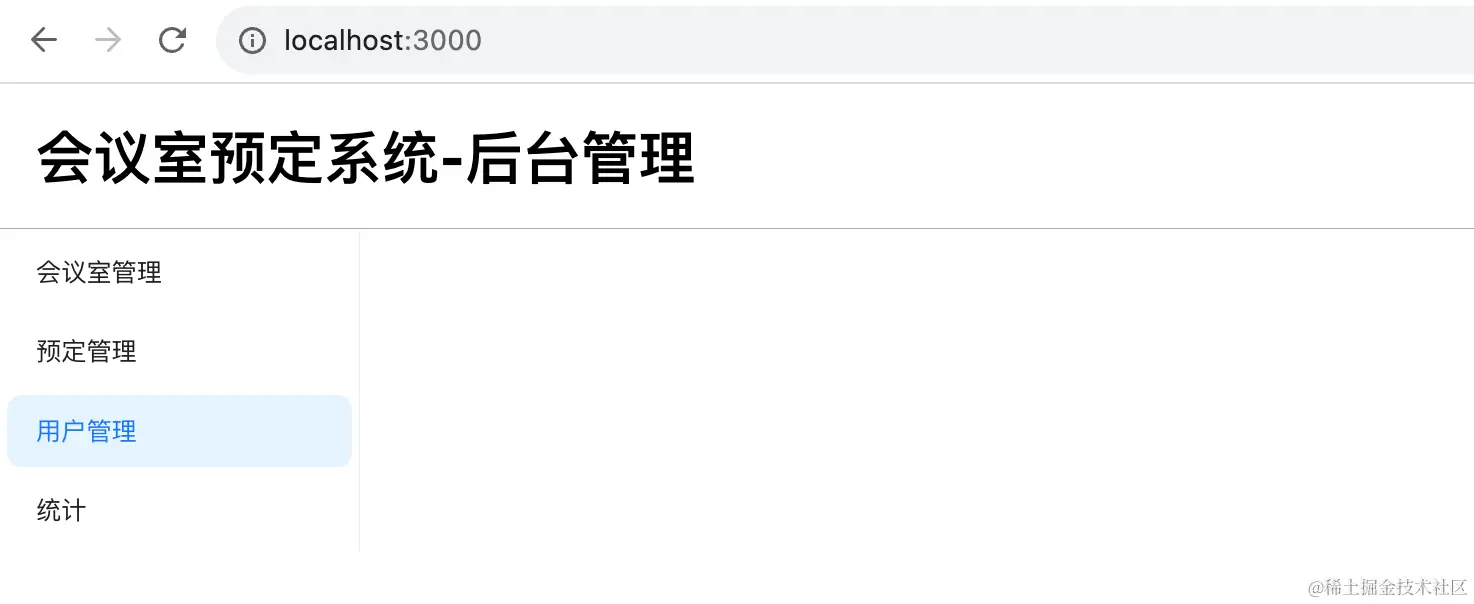 localhost:3000
会议室预定系统-后台管理
会议室管理
预定管理
用户管理
统计
@稀土掘金技术社区